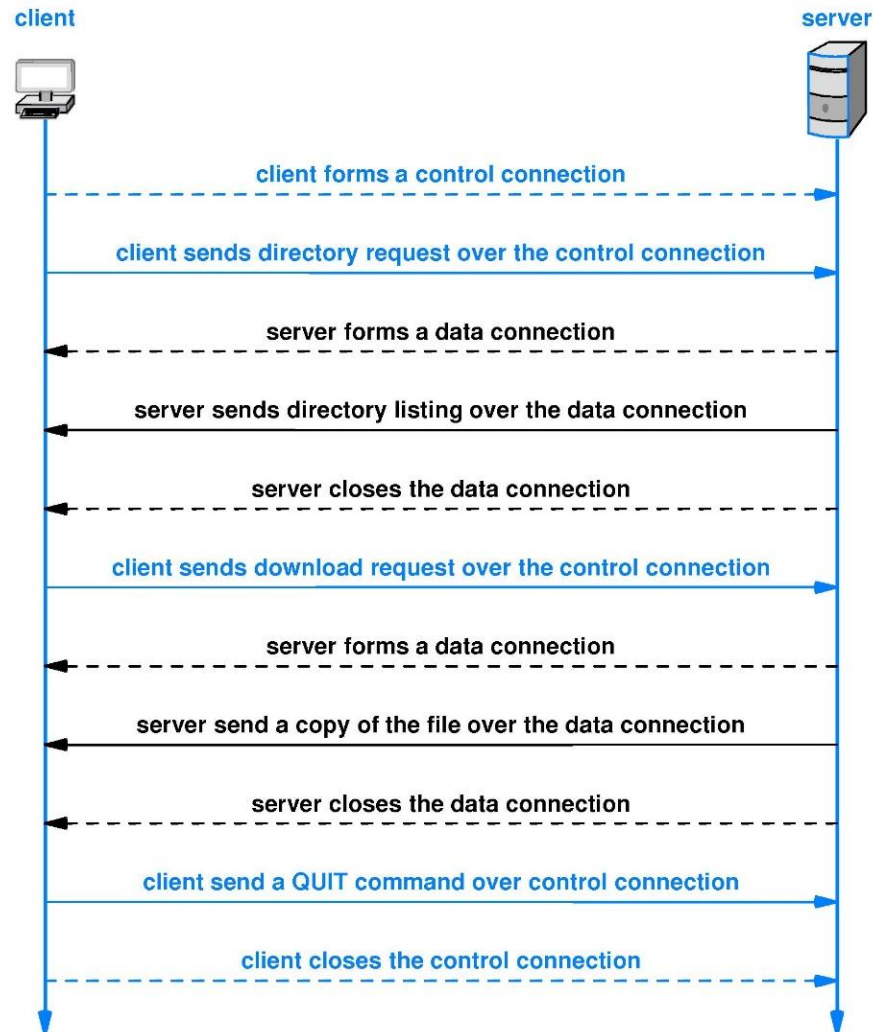 client
server
client forms a control connection
client sends directory request over the control connection
server forms a data connection
server sends directory listing over the data connection
server closes the data connection
client sends download request over the control connection
server forms a data connection
server send a copy of the file over the data connection
server closes the data connection
client send a QUIT command over control connection
client closes the control connection